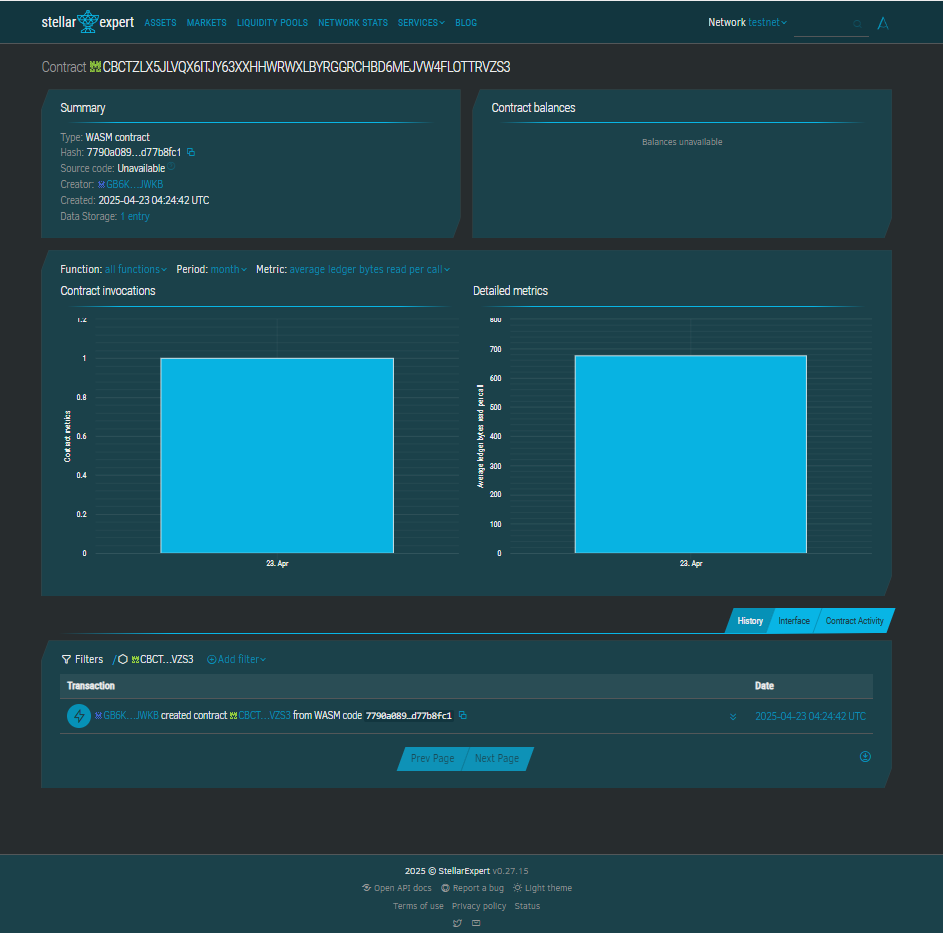 stellar expert ASSETS MARKETS LIQUIDITY POOLS NETWORK STATS SERVICES BLOG Network testnet
Contract CBCTZLX5JLVQX6ITJY63XXHHWRWXLBYRGGRCHBD6MEJVW4FLOTTRVZS3
Summary
Type: WASM contract
Hash: 7790a089...d77b8fc1
Source code: Unavailable
Creator: GB6K...JWKB
Created: 2025-04-23 04:24:42 UTC
Data Storage: 1 entry
Contract balances
Balances unavailable
Function: all functions Period: month Metric: average ledger bytes read per call
Contract invocations
1.2
1
0.8
0.6
0.4
0.2
0
Contract metrics
23. Apr
Detailed metrics
800
700
600
500
400
300
200
100
0
Average ledger bytes read per call
23. Apr
History Interface Contract Activity
Filters / CBCT...VZS3 Add filter
Transaction Date
GB6K...JWKB created contract CBCT...VZS3 from WASM code 7790a089…d77b8fc1 2025-04-23 04:24:42 UTC
Prev Page Next Page
2025 © StellarExpert v0.27.15
Open API docs Report a bug Light theme
Terms of use Privacy policy Status